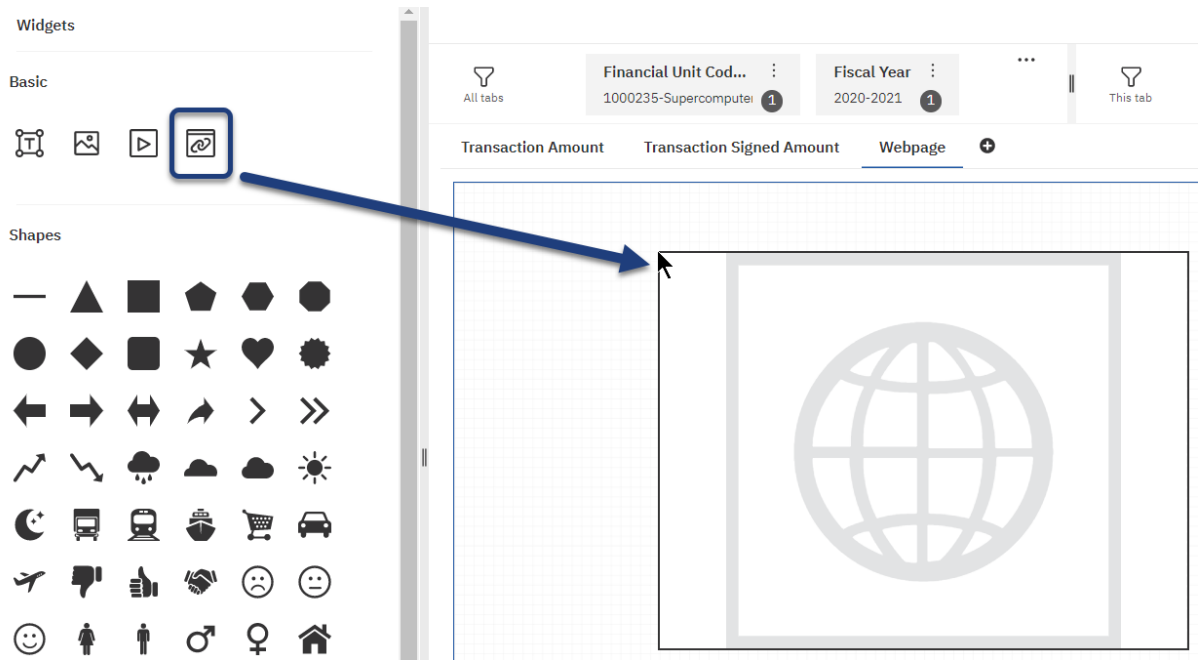 Widgets
Basic
Shapes
All tabs
Financial Unit Cod...
1000235-Supercomputer
1
Fiscal Year
2020-2021
1
This tab
Transaction Amount
Transaction Signed Amount
Webpage